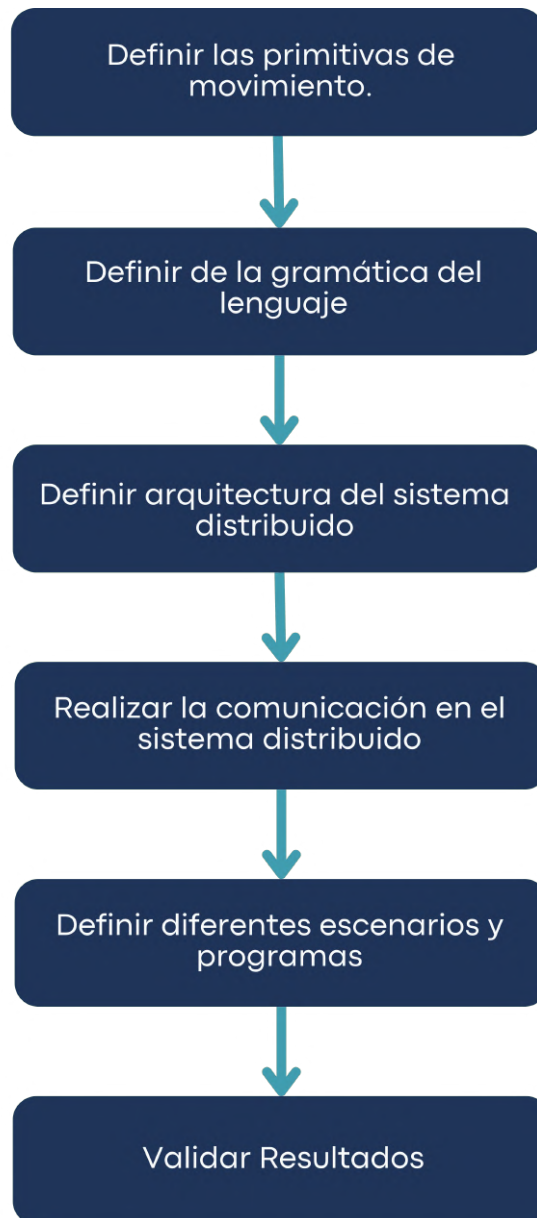 Definir las primitivas de
movimiento.
Definir de la gramática del
lenguaje
Definir arquitectura del sistema
distribuido
Realizar la comunicación en el
sistema distribuido
Definir diferentes escenarios y
programas
Validar Resultados